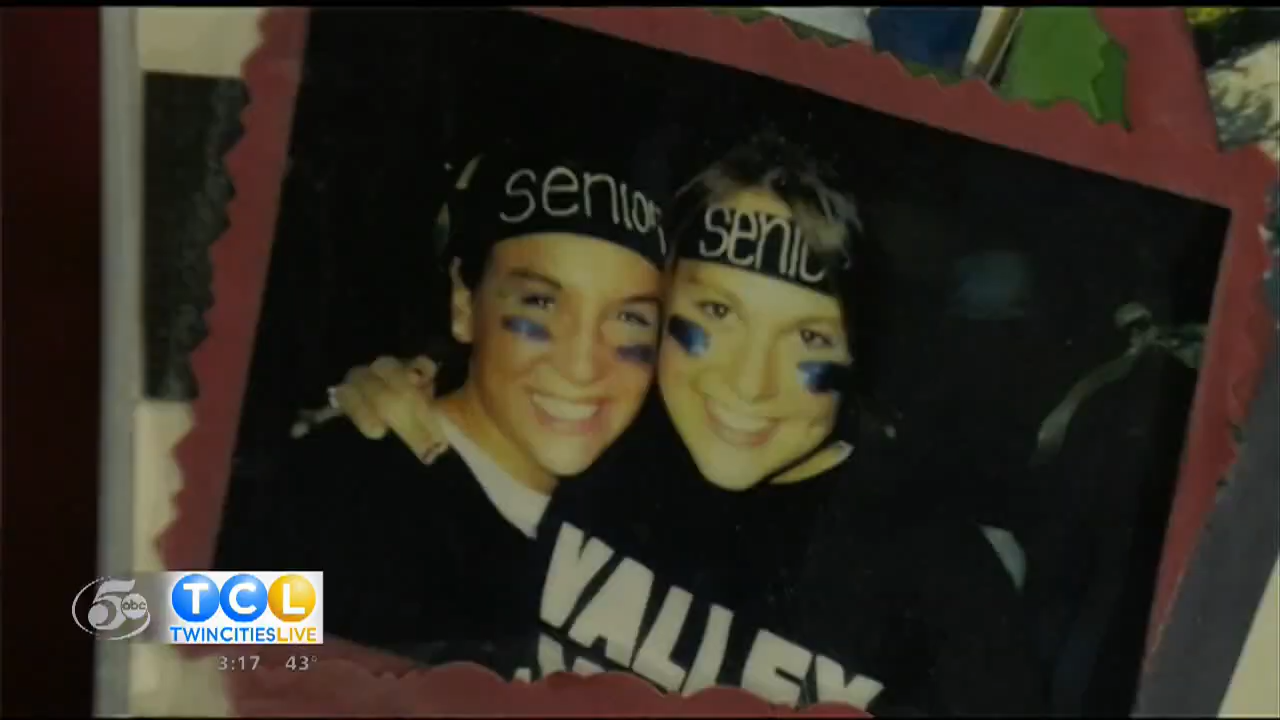 senior
senio
VALLEY
5 abc
TCL
TWINCITIESLIVE
3:17 43°